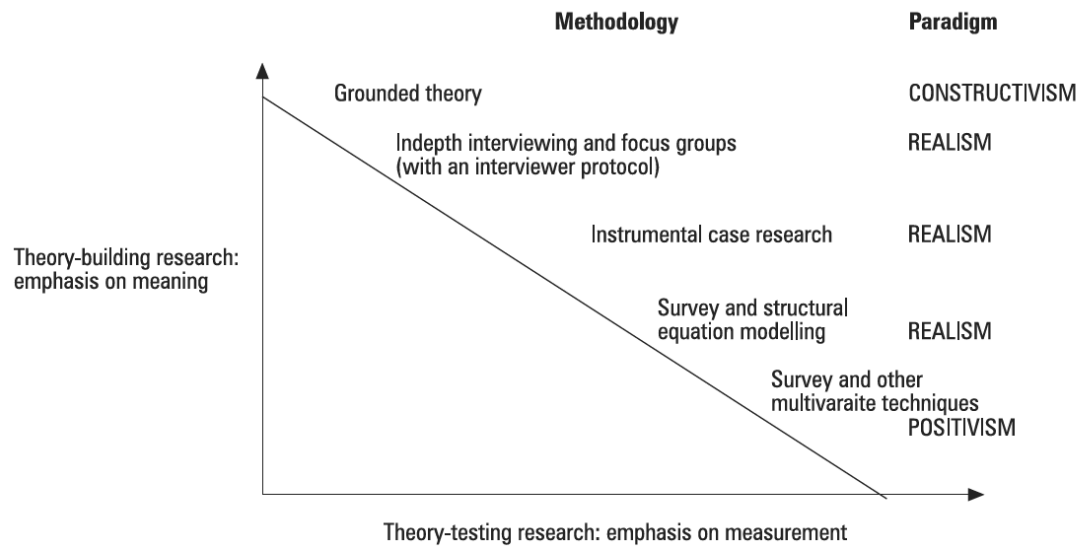 Methodology Paradigm
Grounded theory CONSTRUCTIVISM
Indepth interviewing and focus groups REALISM
(with an interviewer protocol)
Instrumental case research REALISM
Theory-building research:
emphasis on meaning
Survey and structural
equation modelling REALISM
Survey and other
multivaraite techniques
POSITIVISM
Theory-testing research: emphasis on measurement